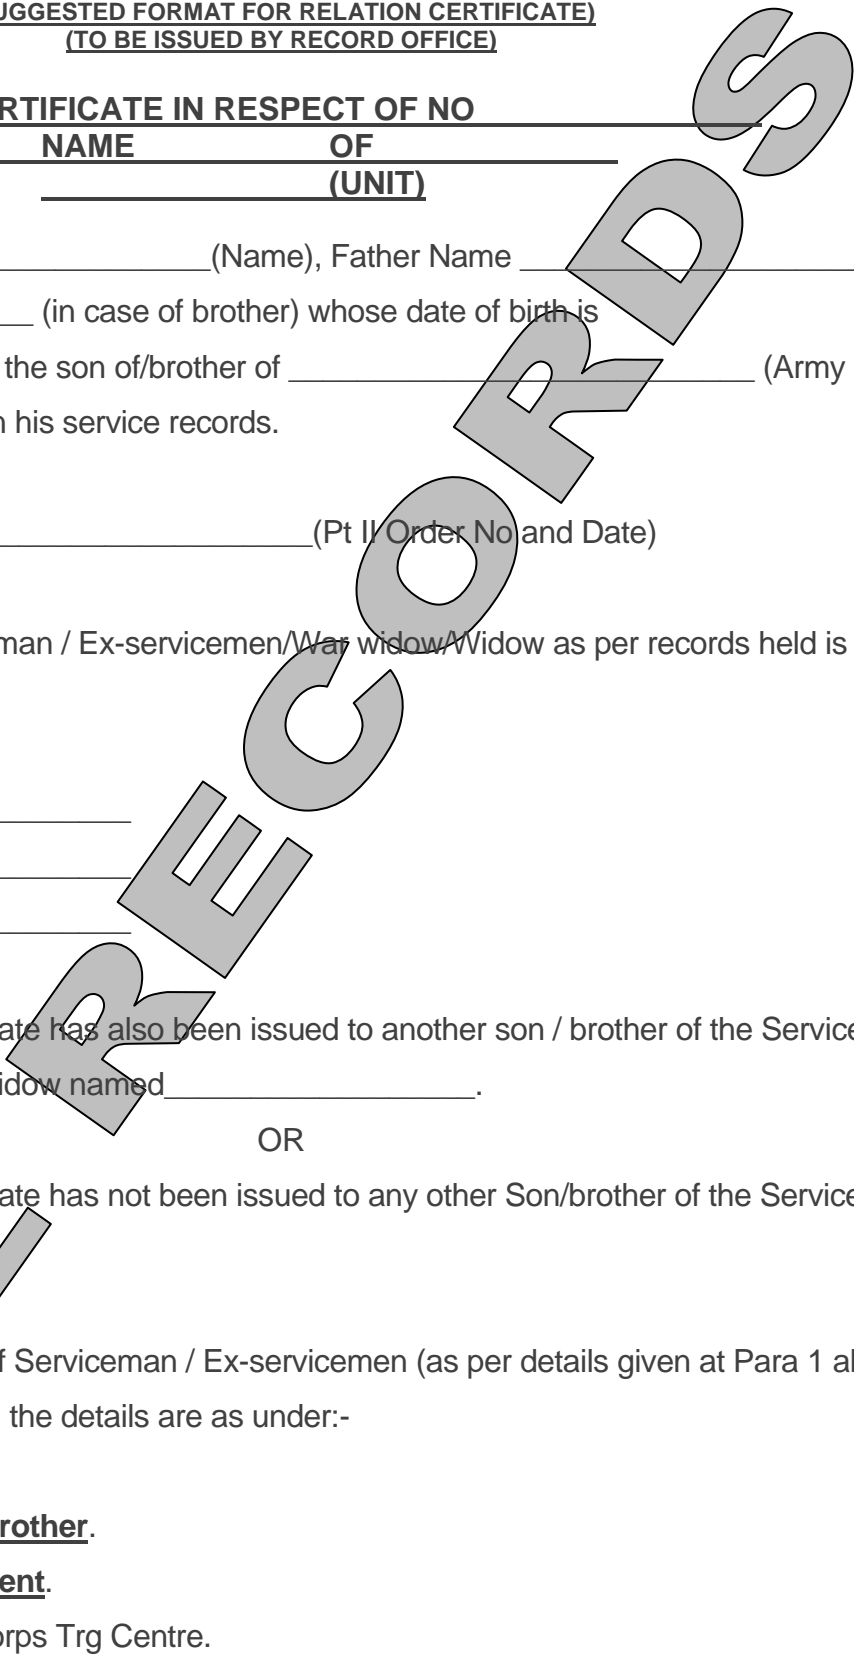 UGGESTED FORMAT FOR RELATION CERTIFICATE)
(TO BE ISSUED BY RECORD OFFICE)
RTIFICATE IN RESPECT OF NO
NAME OF
(UNIT)
(Name), Father Name
(in case of brother) whose date of birth is
the son of/brother of (Army
his service records.
(Pt II Order No and Date)
man / Ex-servicemen/War widow/Widow as per records held is
ate has also been issued to another son / brother of the Service
idow named .
OR
ate has not been issued to any other Son/brother of the Service
f Serviceman / Ex-servicemen (as per details given at Para 1 a
the details are as under:-
rother.
ent.
orps Trg Centre.
RECORDS